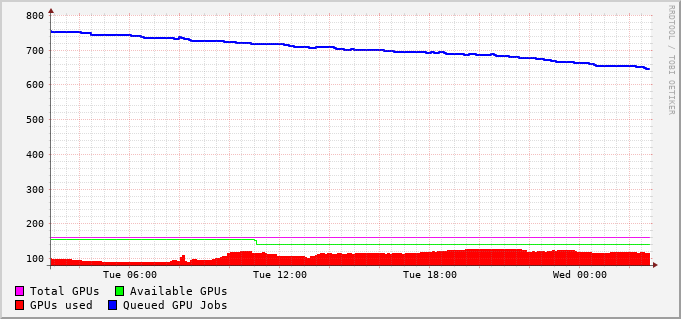 800
700
600
500
400
300
200
100
Tue 06:00 Tue 12:00 Tue 18:00 Wed 00:00
Total GPUs Available GPUs
GPUs used Queued GPU Jobs
RRDTOOL / TOBI OETIKER